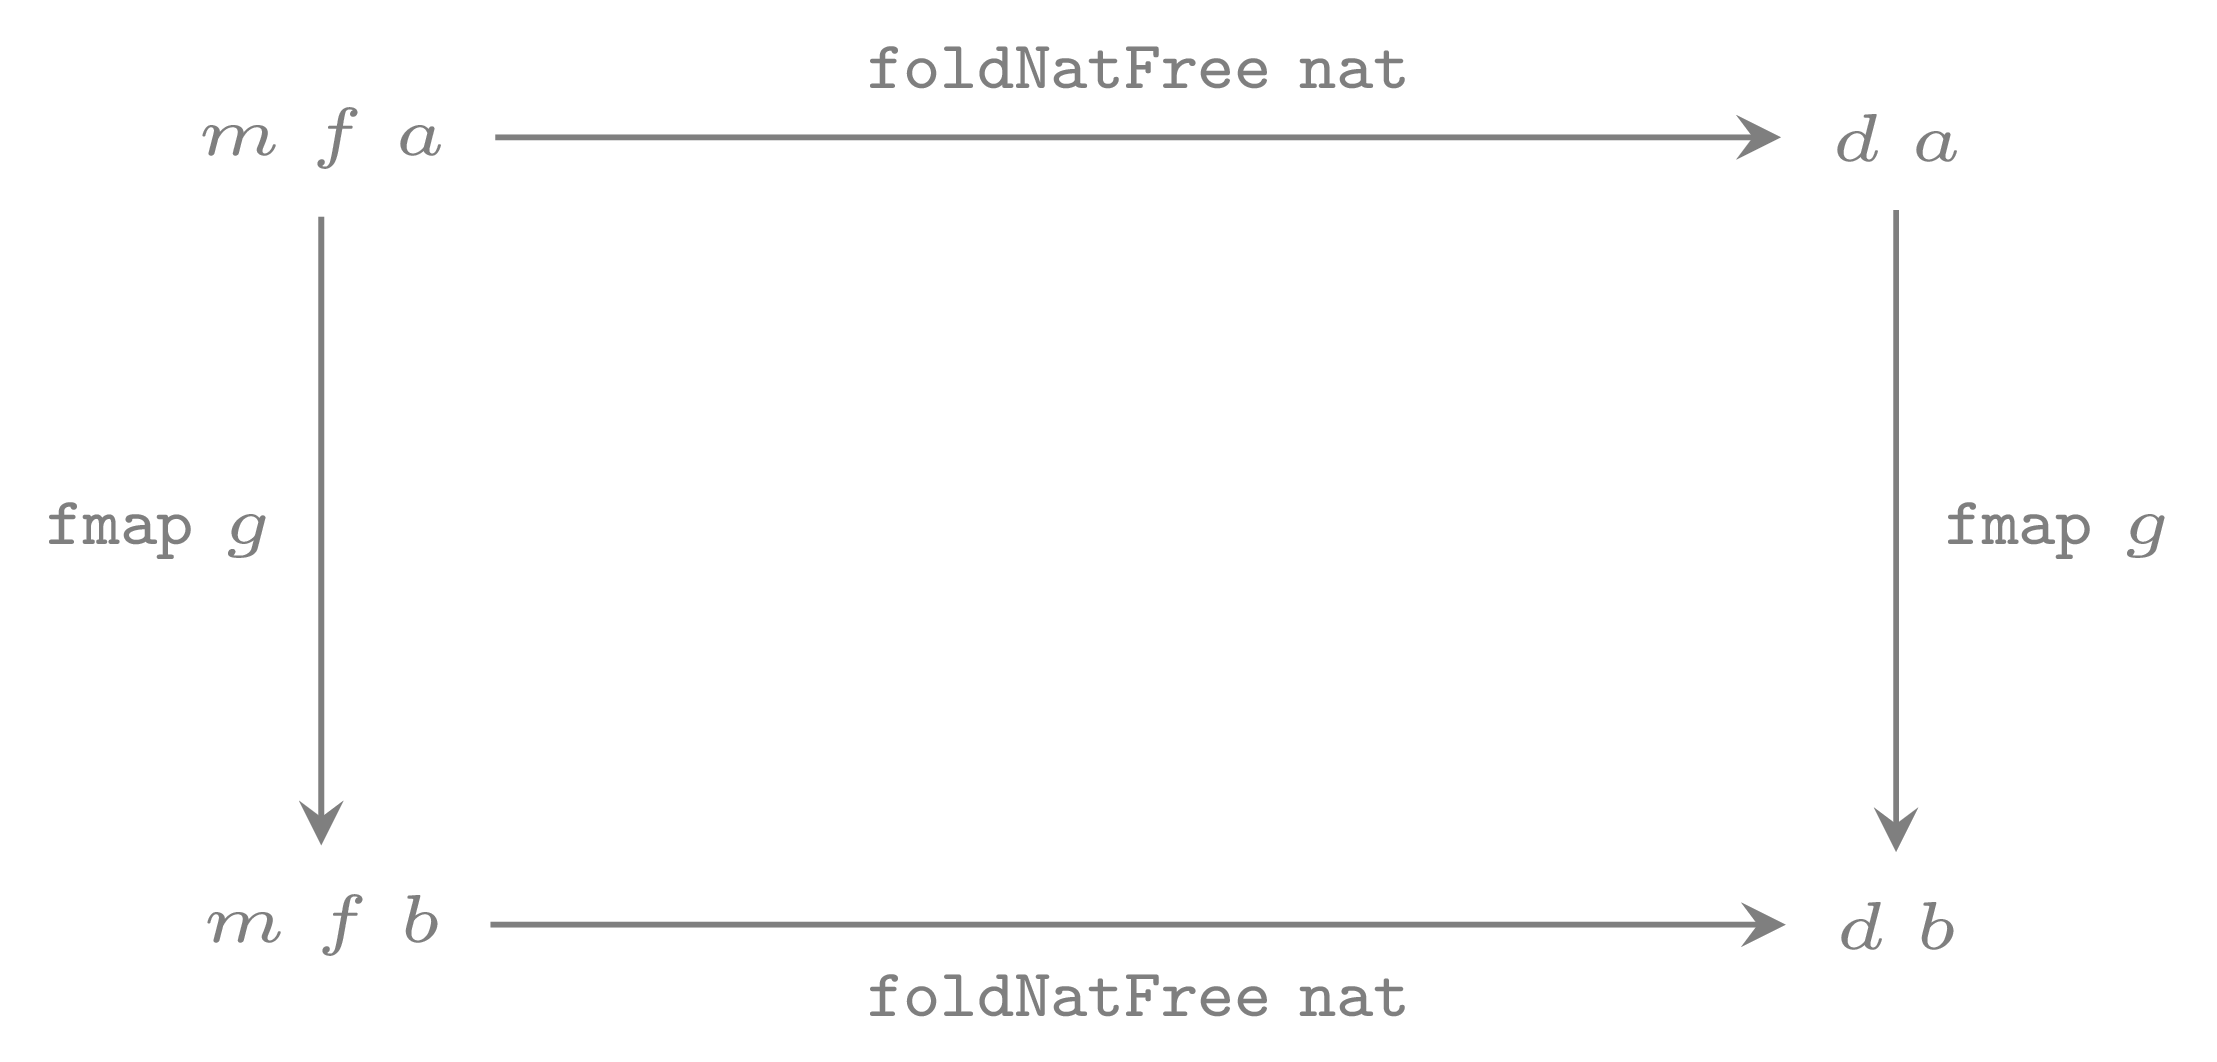 foldNatFree nat
m f a
d a
fmap g
fmap g
m f b
d b
foldNatFree nat